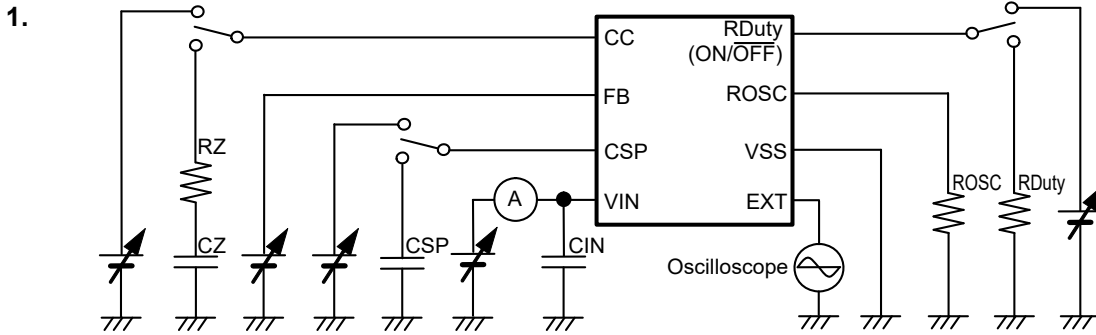 1.
CC
RDuty
(ON/OFF)
FB
ROSC
RZ
CSP
VSS
ROSC
RDuty
A
VIN
EXT
CZ
CSP
CIN
Oscilloscope